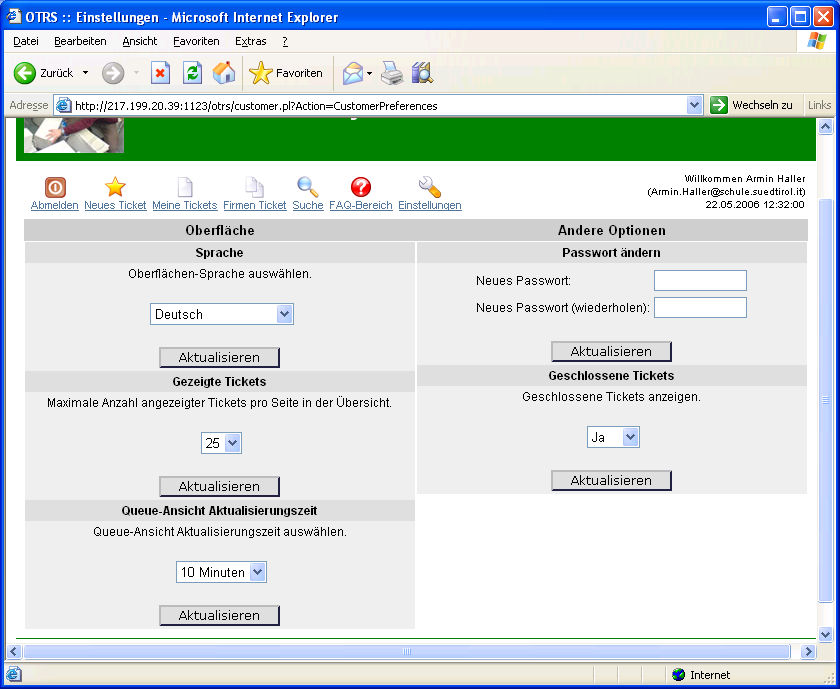 OTRS :: Einstellungen - Microsoft Internet Explorer
Datei Bearbeiten Ansicht Favoriten Extras ?
Zurück Favoriten
Adresse http://217.199.20.39:1123/otrs/customer.pl?Action=CustomerPreferences Wechseln zu Links
Willkommen Armin Haller
(Armin.Haller@schule.suedtirol.it)
22.05.2006 12:32:00
Abmelden Neues Ticket Meine Tickets Firmen Ticket Suche FAQ-Bereich Einstellungen
Oberfläche
Sprache
Oberflächen-Sprache auswählen.
Deutsch
Aktualisieren
Gezeigte Tickets
Maximale Anzahl angezeigter Tickets pro Seite in der Übersicht.
25
Aktualisieren
Queue-Ansicht Aktualisierungszeit
Queue-Ansicht Aktualisierungszeit auswählen.
10 Minuten
Aktualisieren
Andere Optionen
Passwort ändern
Neues Passwort:
Neues Passwort (wiederholen):
Aktualisieren
Geschlossene Tickets
Geschlossene Tickets anzeigen.
Ja
Aktualisieren
Internet